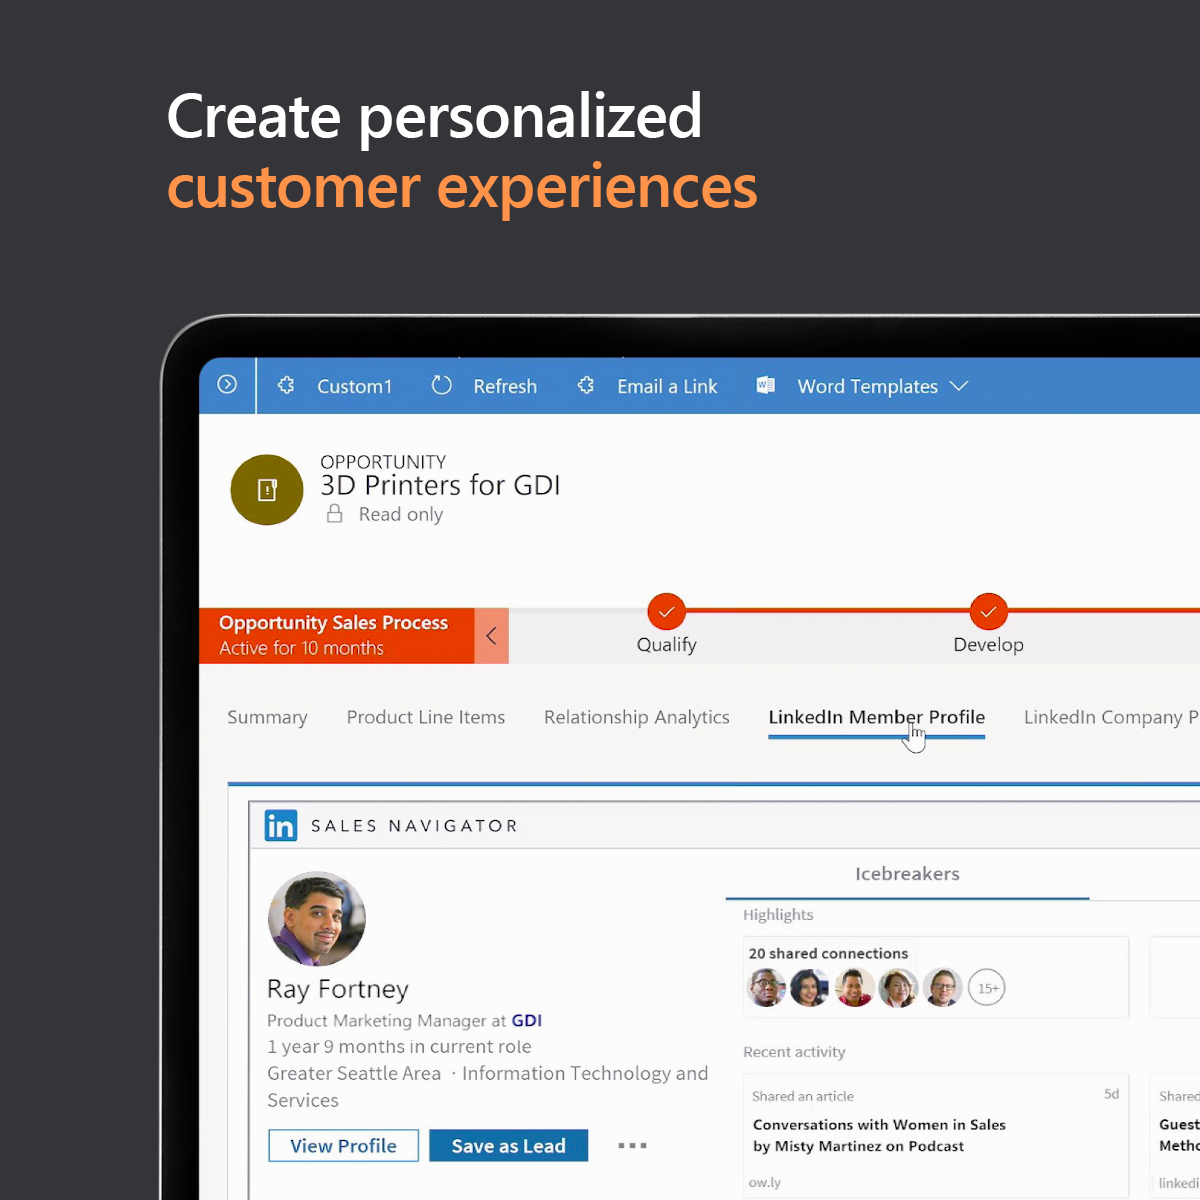 Create personalized
customer experiences
Custom1
Refresh
Email a Link
Word Templates
OPPORTUNITY
3D Printers for GDI
Read only
Opportunity Sales Process
Active for 10 months
Qualify
Develop
Summary
Product Line Items
Relationship Analytics
LinkedIn Member Profile
LinkedIn Company P
in SALES NAVIGATOR
Ray Fortney
Product Marketing Manager at GDI
1 year 9 months in current role
Greater Seattle Area · Information Technology and
Services
View Profile
Save as Lead
Icebreakers
Highlights
20 shared connections
15+
Recent activity
Shared an article
5d
Conversations with Women in Sales
by Misty Martinez on Podcast
ow.ly
Shared
Guest
Metho
linkedi